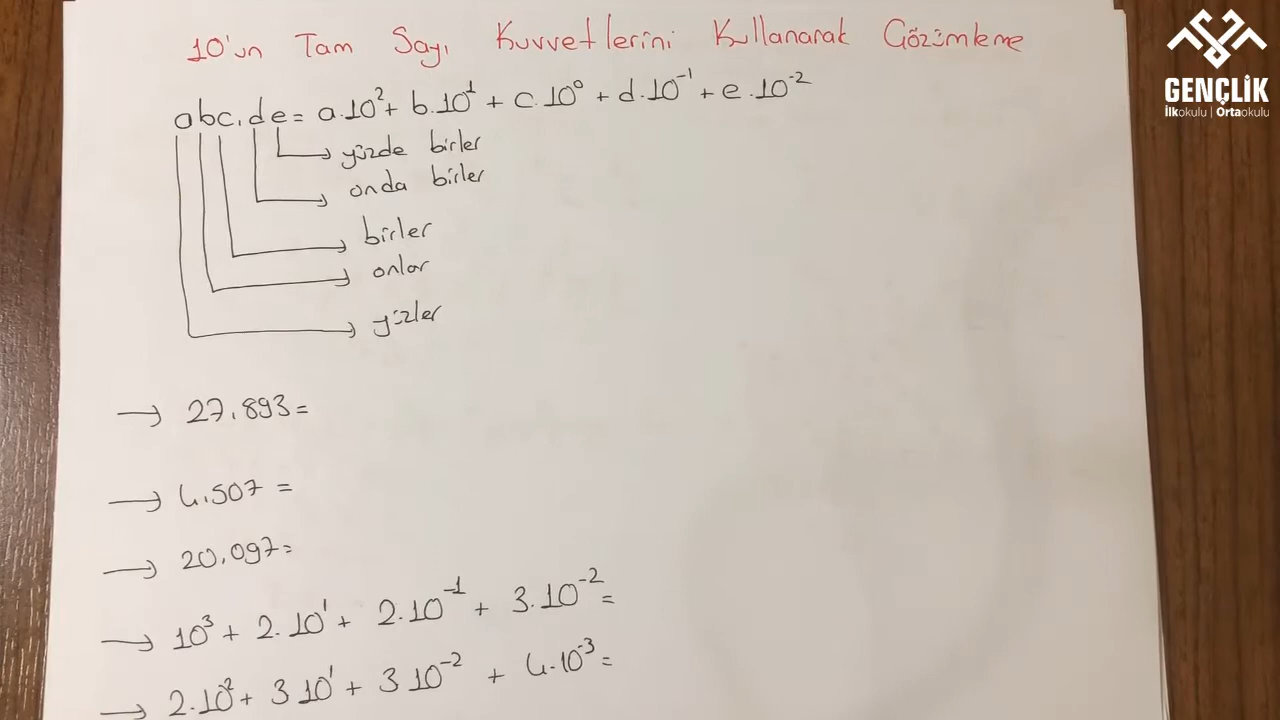 10'un Tam Sayı Kuvvetlerini Kullanarak Çözümleme
GENÇLİK
İlkokulu | Ortaokulu
abc,de = a.10² + b.10¹ + c.10⁰ + d.10⁻¹ + e.10⁻²
yüzde birler
onda birler
birler
onlar
yüzler
→ 27,893 =
→ 4,507 =
→ 20,097 =
→ 10³ + 2.10¹ + 2.10⁻¹ + 3.10⁻² =
→ 2.10² + 3 10¹ + 3 10⁻² + 4.10⁻³ =